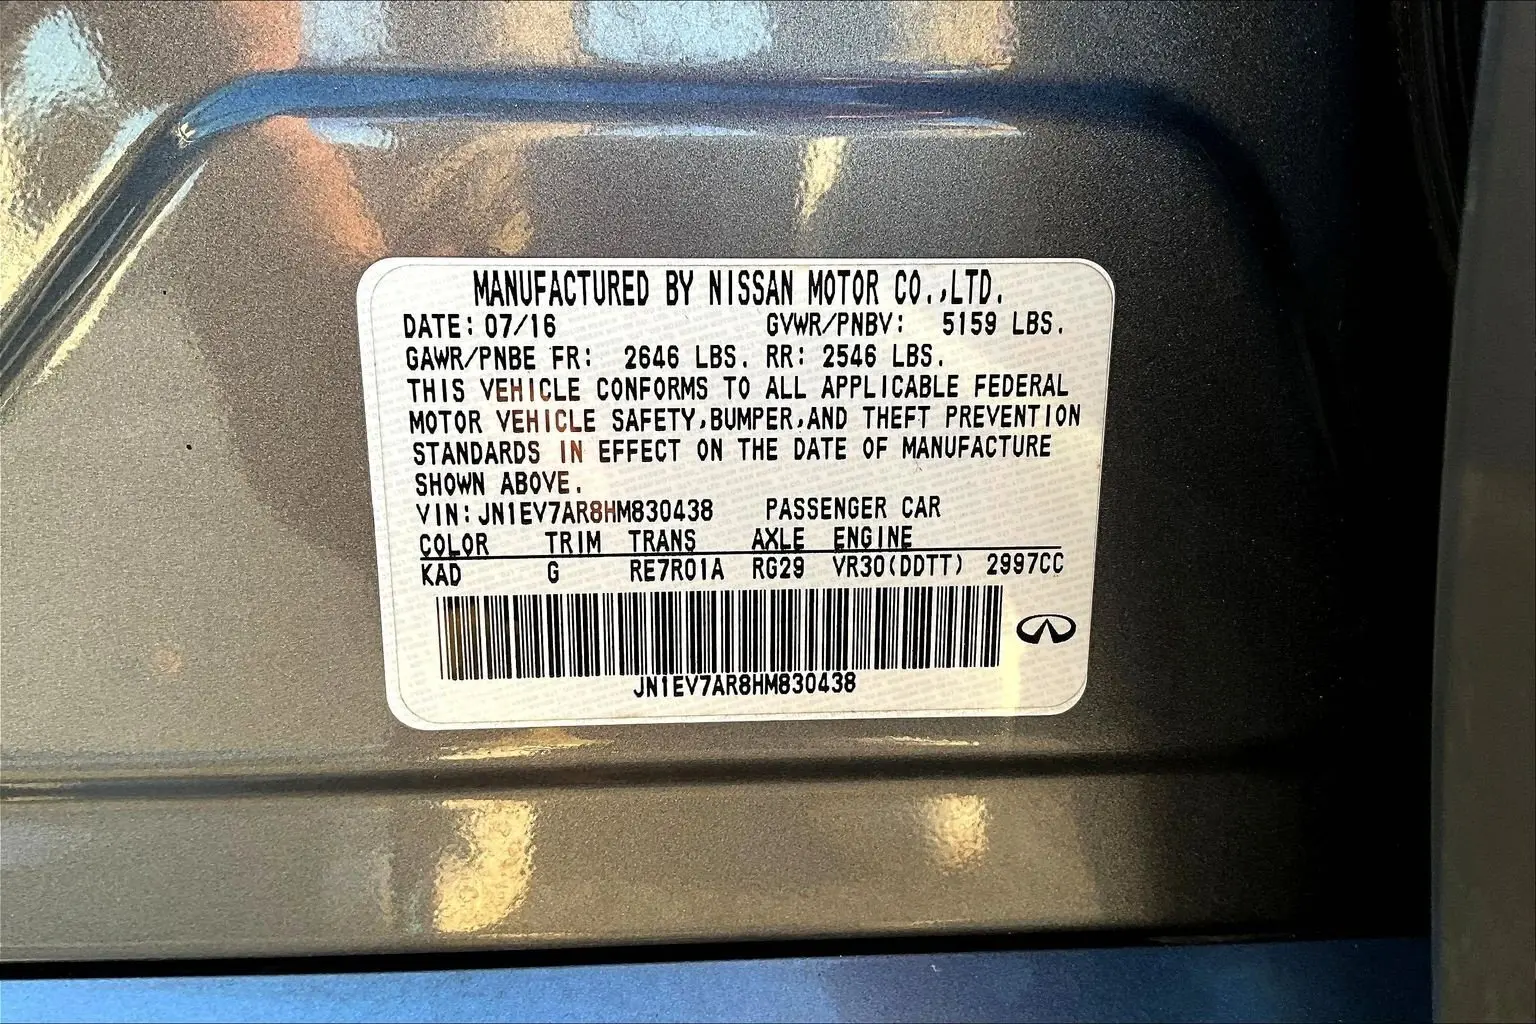 MANUFACTURED BY NISSAN MOTOR CO.,LTD.
DATE: 07/16 GVWR/PNBV: 5159 LBS.
GAWR/PNBE FR: 2646 LBS. RR: 2546 LBS.
THIS VEHICLE CONFORMS TO ALL APPLICABLE FEDERAL
MOTOR VEHICLE SAFETY,BUMPER,AND THEFT PREVENTION
STANDARDS IN EFFECT ON THE DATE OF MANUFACTURE
SHOWN ABOVE.
VIN: JN1EV7AR8HM830438 PASSENGER CAR
COLOR TRIM TRANS AXLE ENGINE
KAD G RE7R01A RG29 VR30(DDTT) 2997CC
JN1EV7AR8HM830438